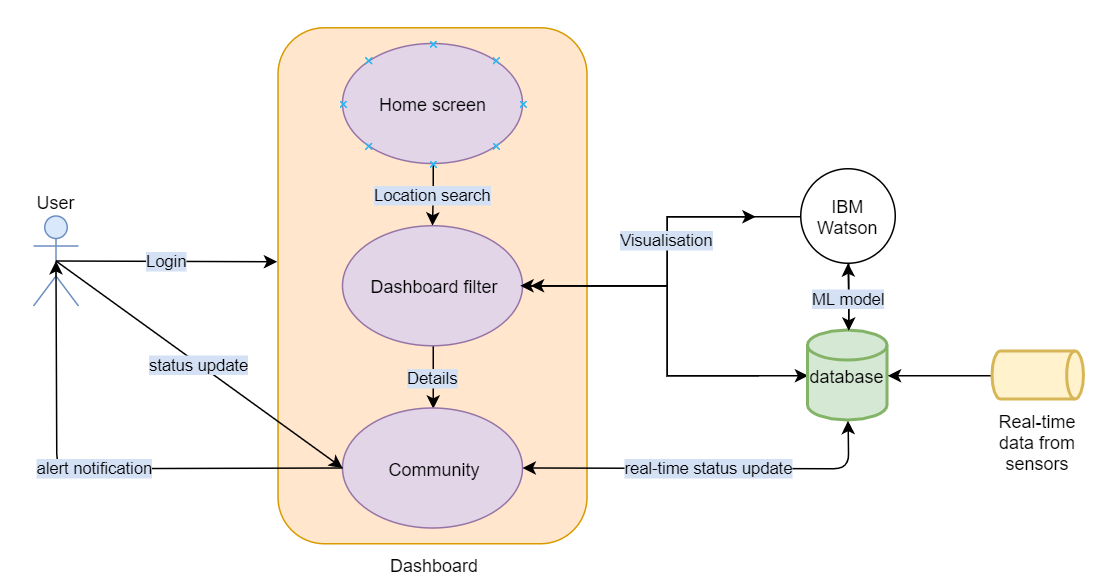 Home screen
Location search
User
IBM
Watson
Visualisation
Login
Dashboard filter
ML model
status update
Details
database
Real-time
data from
sensors
alert notification
Community
real-time status update
Dashboard